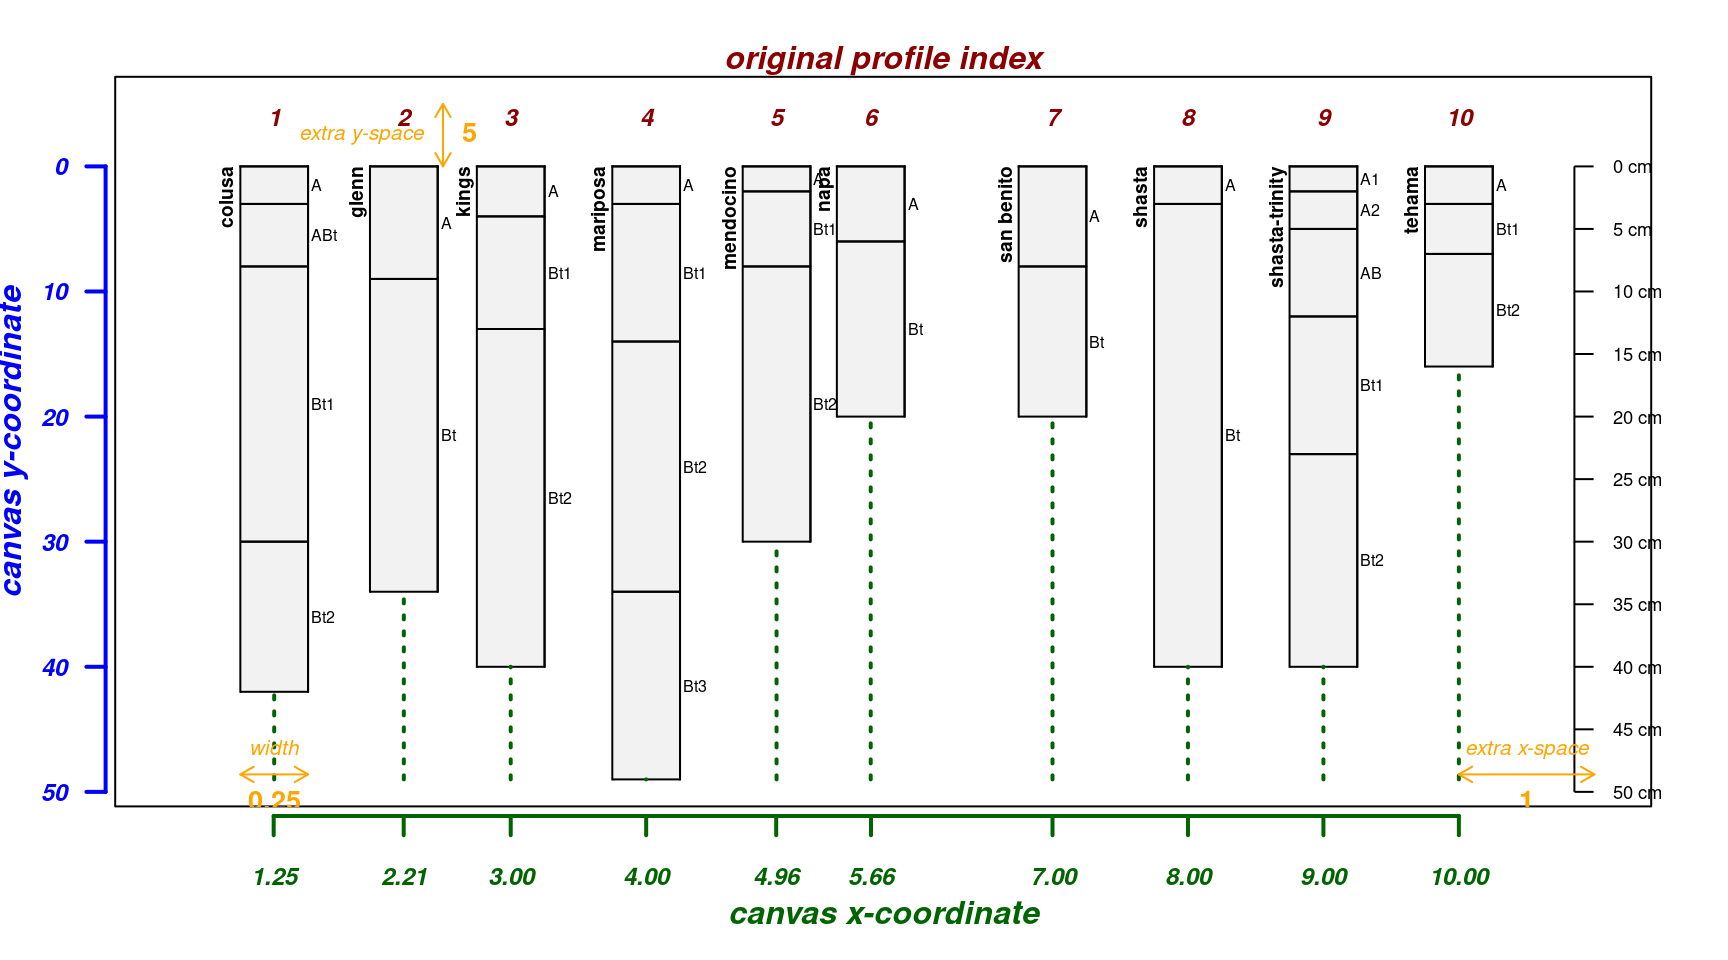 original profile index
1 2 3 4 5 6 7 8 9 10
extra y-space 5
canvas y-coordinate
0
10
20
30
40
50
colusa
A
ABt
Bt1
Bt2
glenn
A
Bt
kings
A
Bt1
Bt2
mariposa
A
Bt1
Bt2
Bt3
mendocino
A
Bt1
Bt2
napa
A
Bt
san benito
A
Bt
shasta
A
Bt
shasta-trinity
A1
A2
AB
Bt1
Bt2
tehama
A
Bt1
Bt2
0 cm
5 cm
10 cm
15 cm
20 cm
25 cm
30 cm
35 cm
40 cm
45 cm
50 cm
width
0.25
extra x-space
1
1.25 2.21 3.00 4.00 4.96 5.66 7.00 8.00 9.00 10.00
canvas x-coordinate